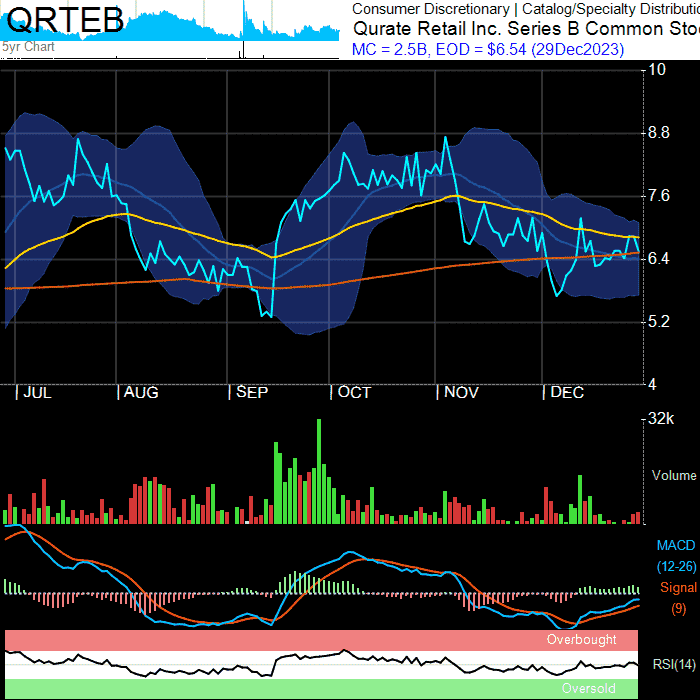 QRTEB
5yr Chart
Consumer Discretionary | Catalog/Specialty Distributio
Qurate Retail Inc. Series B Common Sto
MC = 2.5B, EOD = $6.54 (29Dec2023)
10
8.8
7.6
6.4
5.2
4
JUL
AUG
SEP
OCT
NOV
DEC
32k
Volume
MACD
(12-26)
Signal
(9)
Overbought
RSI(14)
Oversold